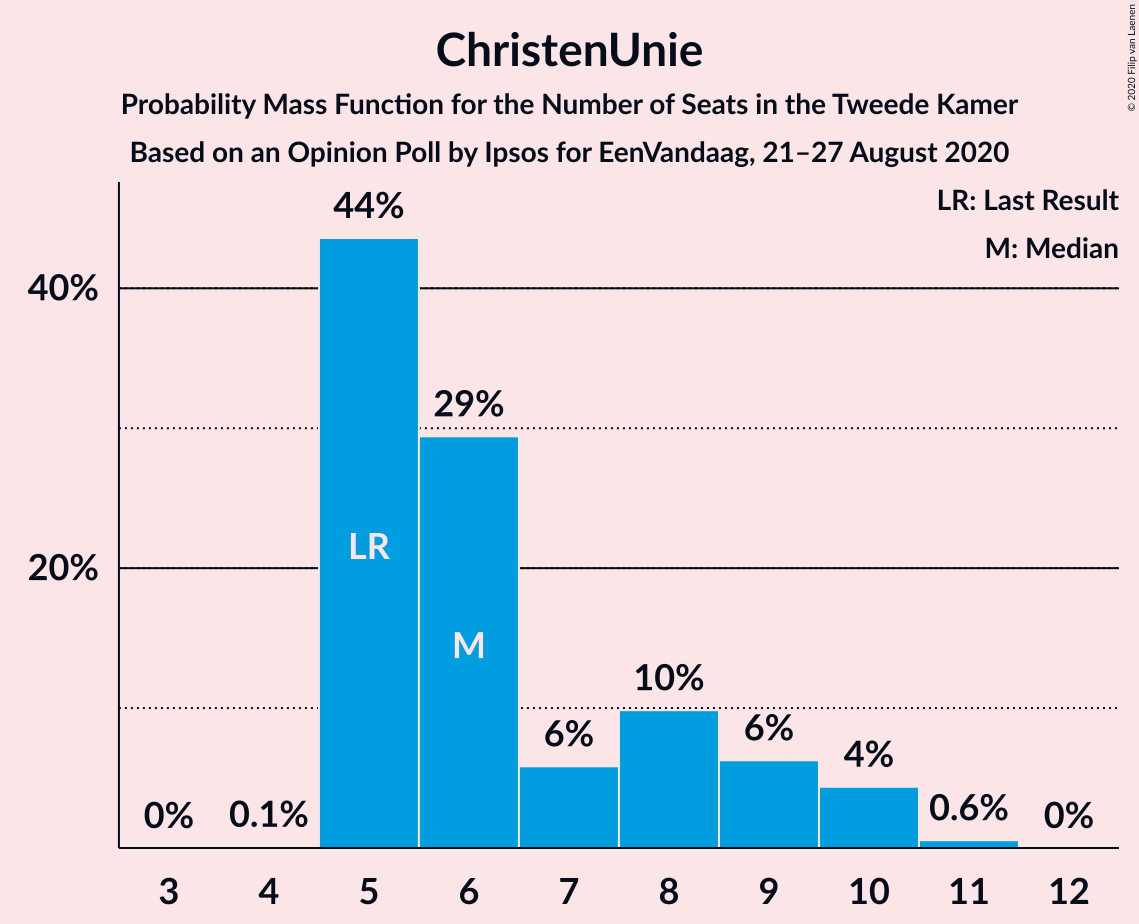 ChristenUnie
Probability Mass Function for the Number of Seats in the Tweede Kamer
Based on an Opinion Poll by Ipsos for EenVandaag, 21–27 August 2020
© 2020 Filip van Laenen
LR: Last Result
M: Median
44%
40%
29%
LR
20%
M
10%
6%
6%
4%
0%
0.1%
0.6%
0%
3 4 5 6 7 8 9 10 11 12